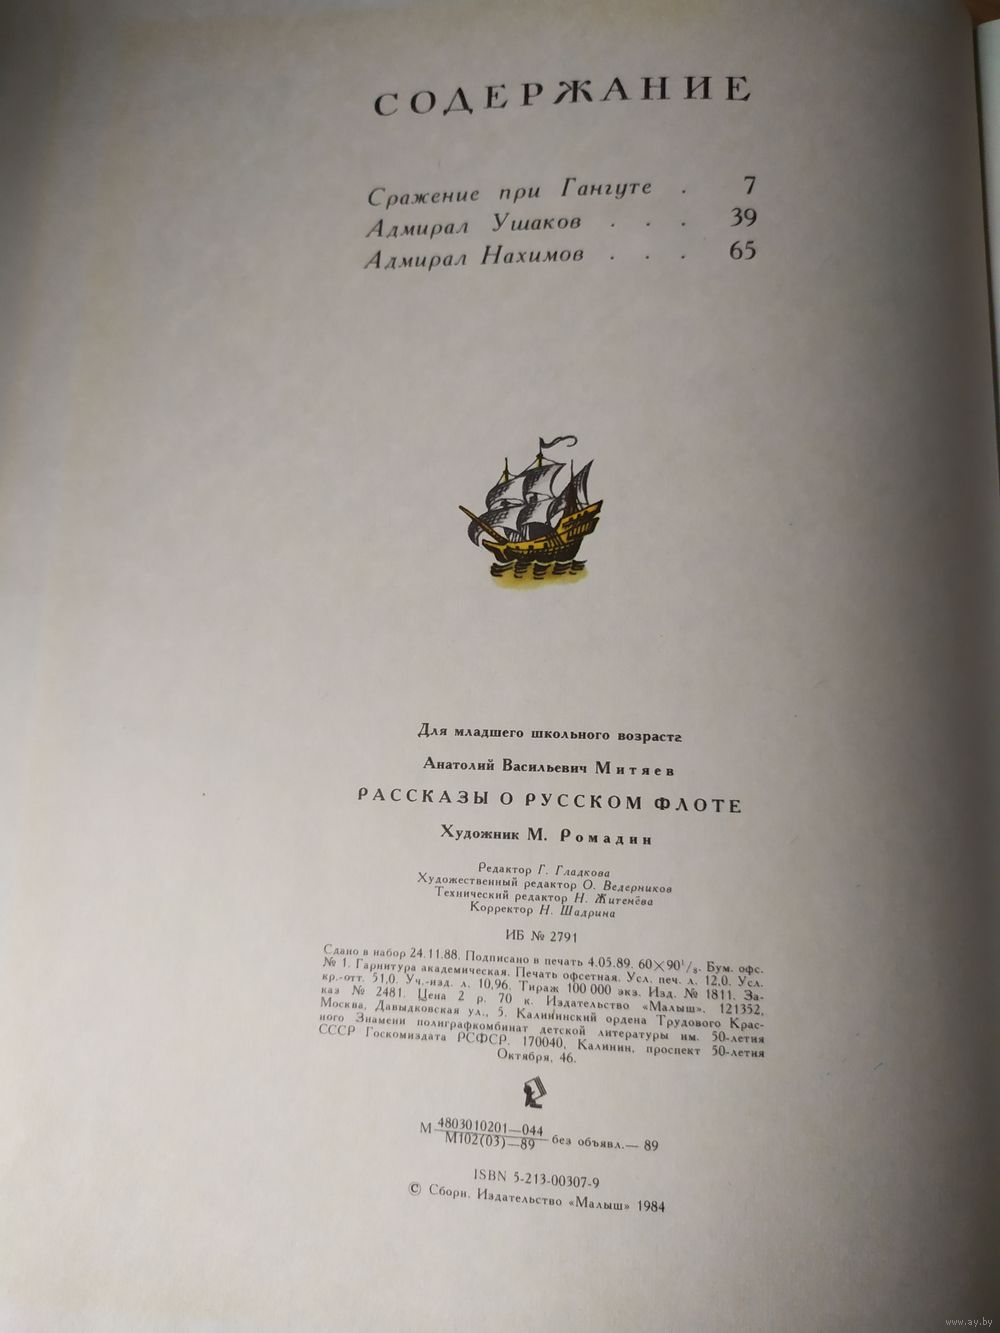 СОДЕРЖАНИЕ
Сражение при Гангуте . 7
Адмирал Ушаков . . . 39
Адмирал Нахимов . . . 65
Для младшего школьного возраста
Анатолий Васильевич Митяев
РАССКАЗЫ О РУССКОМ ФЛОТЕ
Художник М. Ромадин
Редактор Г. Гладкова
Художественный редактор О. Ведерников
Технический редактор Н. Житенёва
Корректор Н. Шадрина
ИБ № 2791
Сдано в набор 24.11.88. Подписано в печать 4.05.89. 60×90¹/₈. Бум. офс.
№ 1. Гарнитура академическая. Печать офсетная. Усл. печ. л. 12,0. Усл.
кр.-отт. 51,0. Уч.-изд. л. 10,96. Тираж 100 000 экз. Изд. № 1811. За-
каз № 2481. Цена 2 р. 70 к. Издательство «Малыш». 121352,
Москва, Давыдковская ул., 5. Калининский ордена Трудового Крас-
ного Знамени полиграфкомбинат детской литературы им. 50-летия
СССР Госкомиздата РСФСР. 170040, Калинин, проспект 50-летия
Октября, 46.
М 4803010201—044
М102(03)—89 без объявл.— 89
ISBN 5-213-00307-9
© Сборн. Издательство «Малыш» 1984
www.ay.by